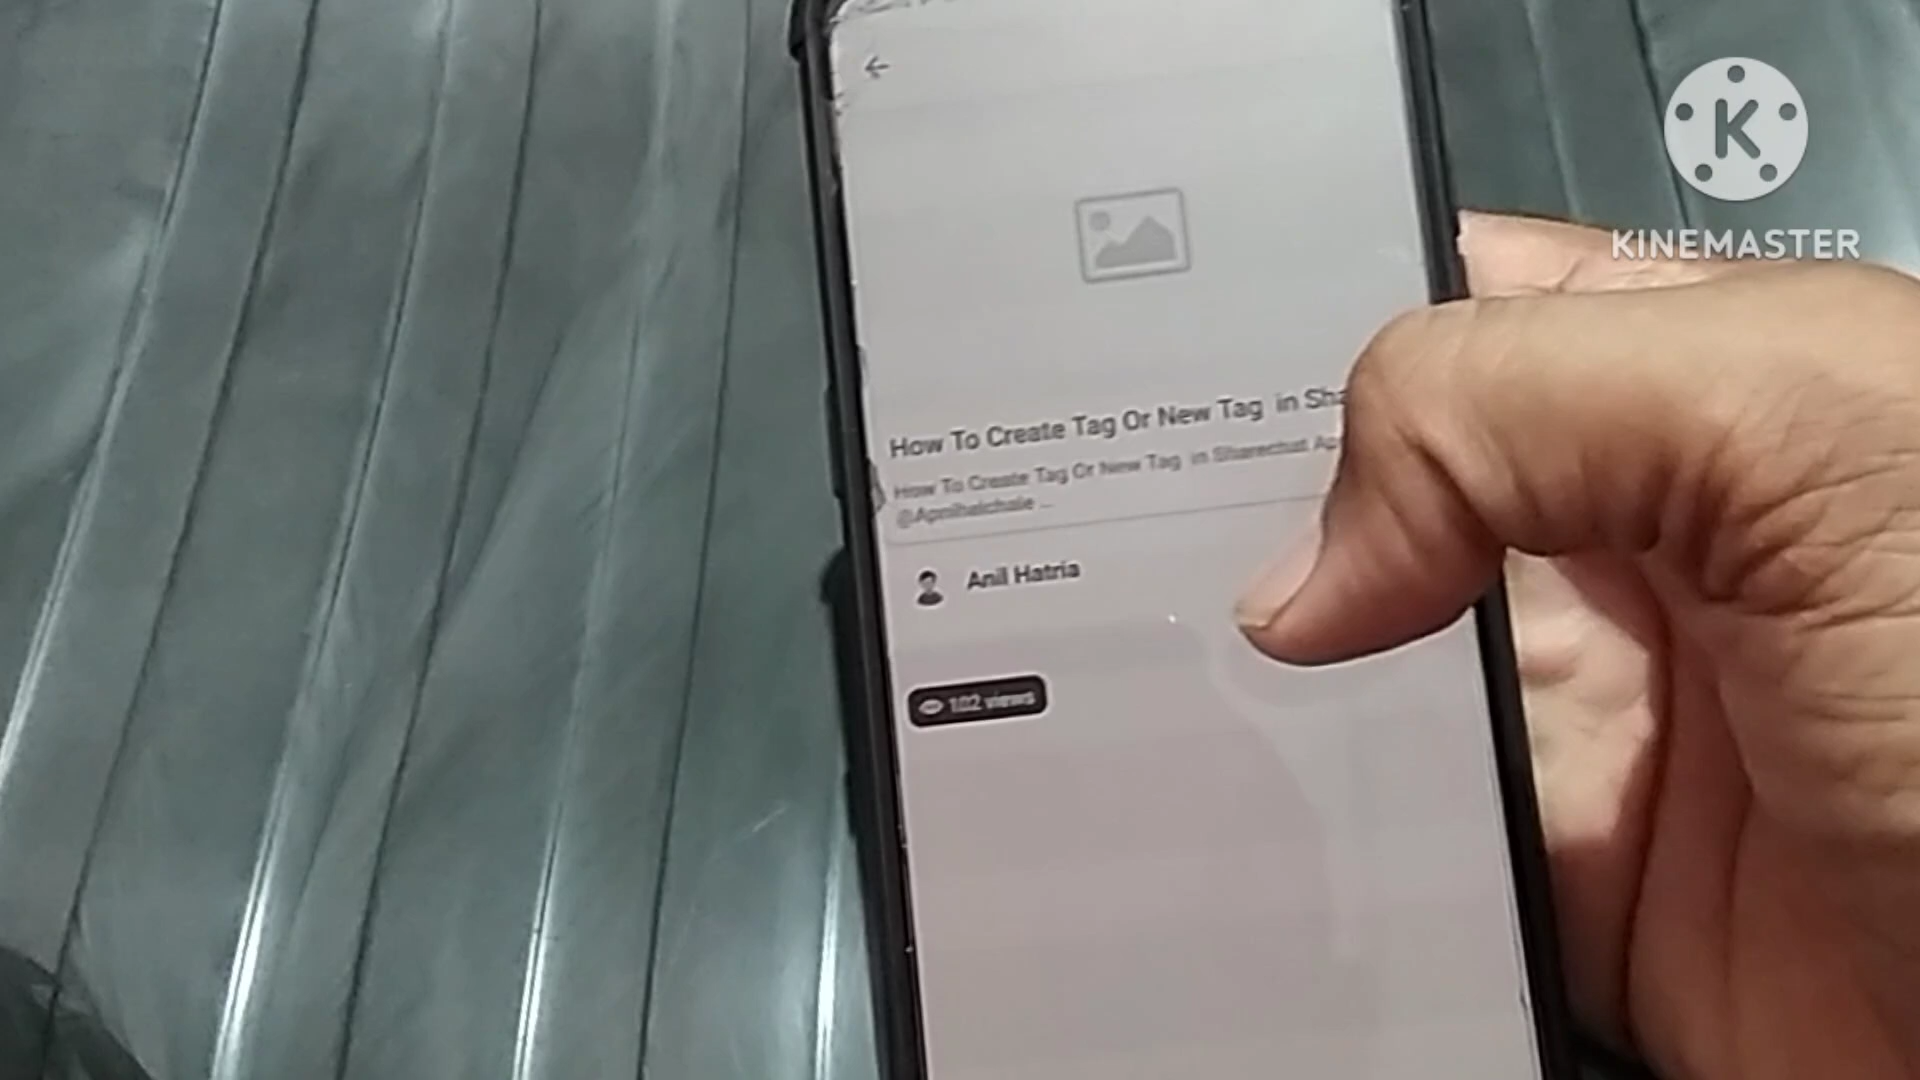 K
KINEMASTER
How To Create Tag Or New Tag in Sha
How To Create Tag Or New Tag in Sharechat Ap
@Apnihalchale ...
Anil Hatria
102 views